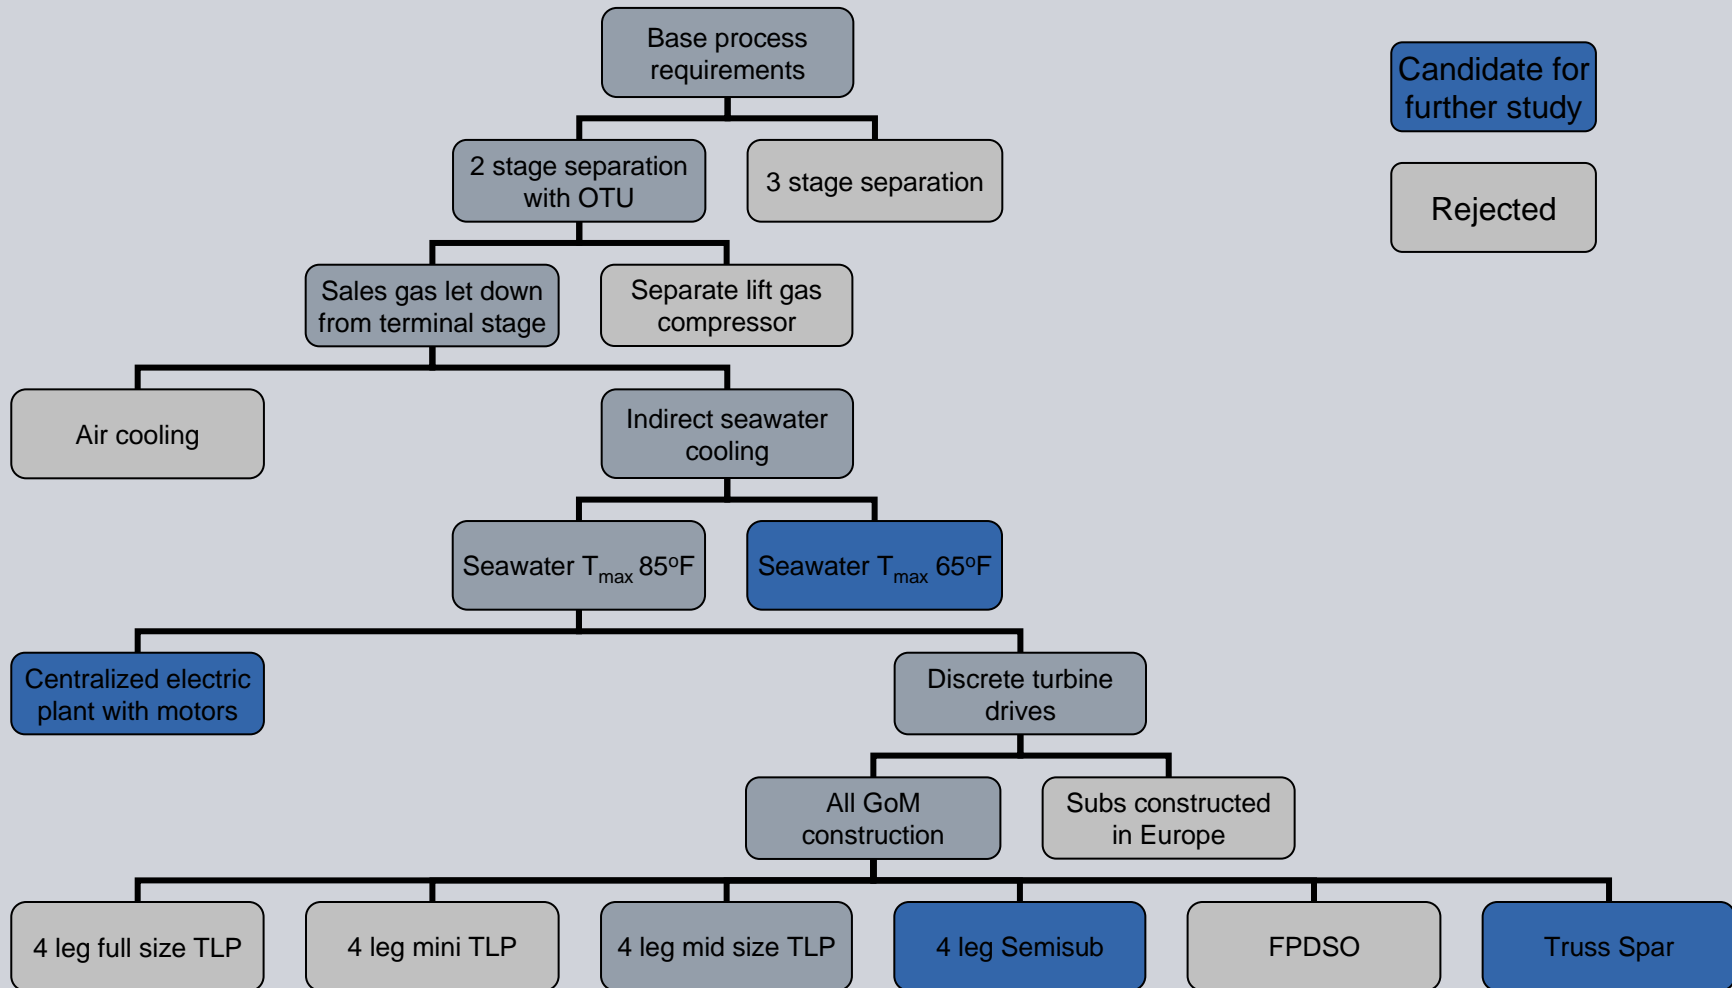 Base process
requirements
Candidate for
further study
2 stage separation
with OTU
3 stage separation
Rejected
Sales gas let down
from terminal stage
Separate lift gas
compressor
Air cooling
Indirect seawater
cooling
Seawater Tmax 85ºF
Seawater Tmax 65ºF
Centralized electric
plant with motors
Discrete turbine
drives
All GoM
construction
Subs constructed
in Europe
4 leg full size TLP
4 leg mini TLP
4 leg mid size TLP
4 leg Semisub
FPDSO
Truss Spar